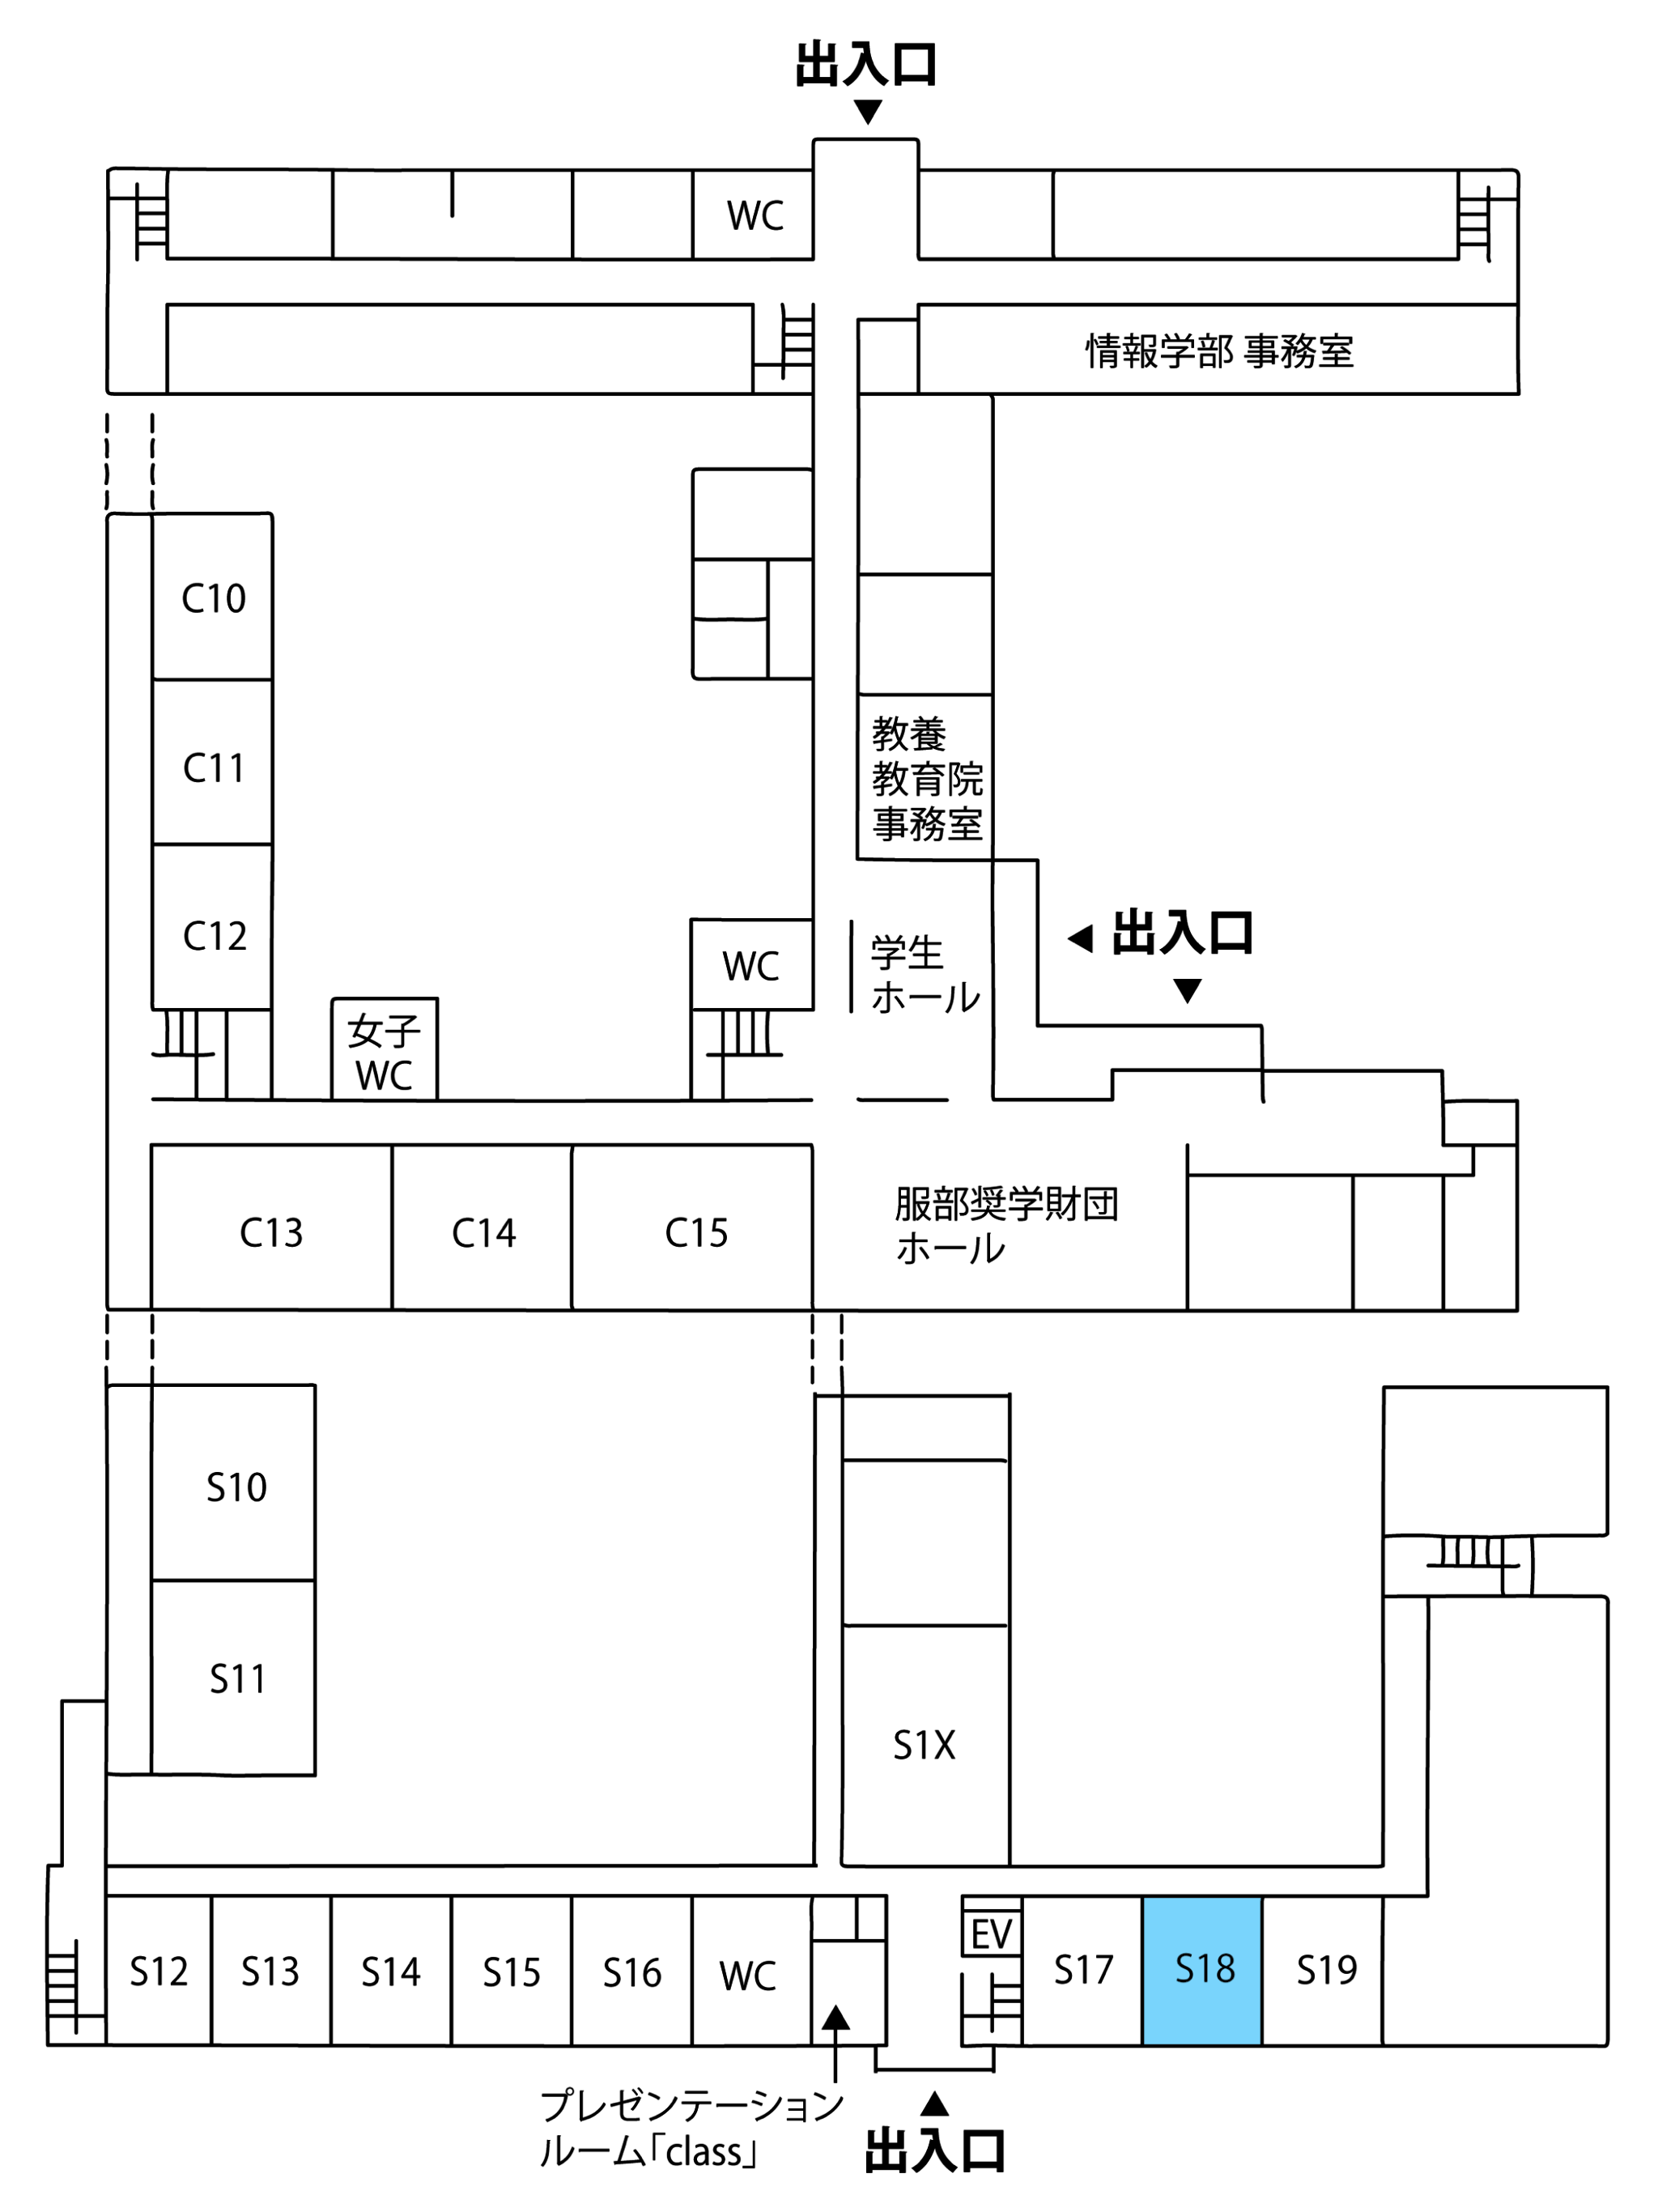 出入口
WC
情報学部 事務室
C10
C11
C12
教養
教育院
事務室
WC
学生
ホール
出入口
女子
WC
C13
C14
C15
服部奨学財団
ホール
S10
S11
S1X
S12
S13
S14
S15
S16
WC
EV
S17
S18
S19
プレゼンテーション
ルーム「class」
出入口